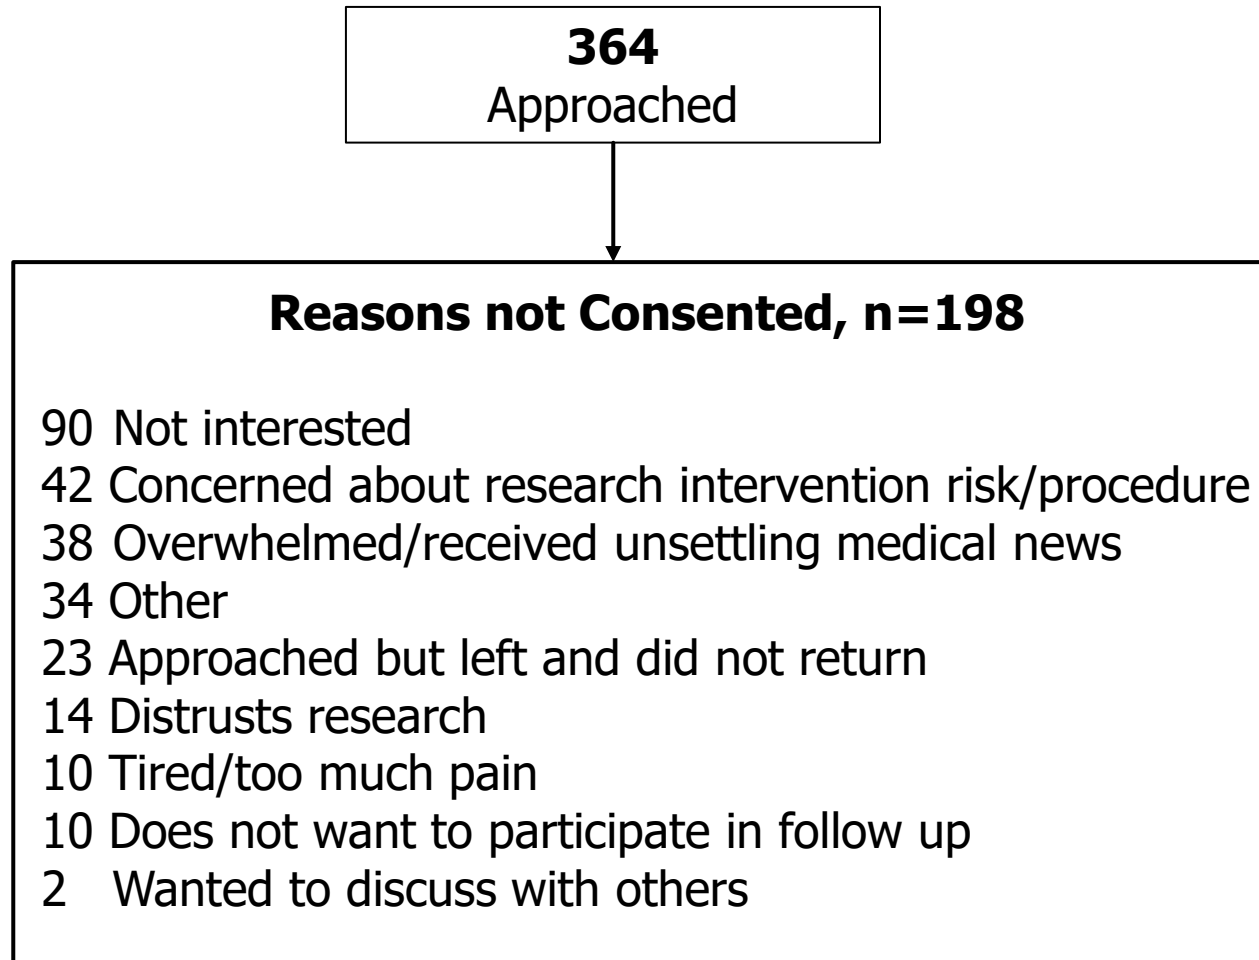 364
Approached
Reasons not Consented, n=198
90 Not interested
42 Concerned about research intervention risk/procedure
38 Overwhelmed/received unsettling medical news
34 Other
23 Approached but left and did not return
14 Distrusts research
10 Tired/too much pain
10 Does not want to participate in follow up
2 Wanted to discuss with others